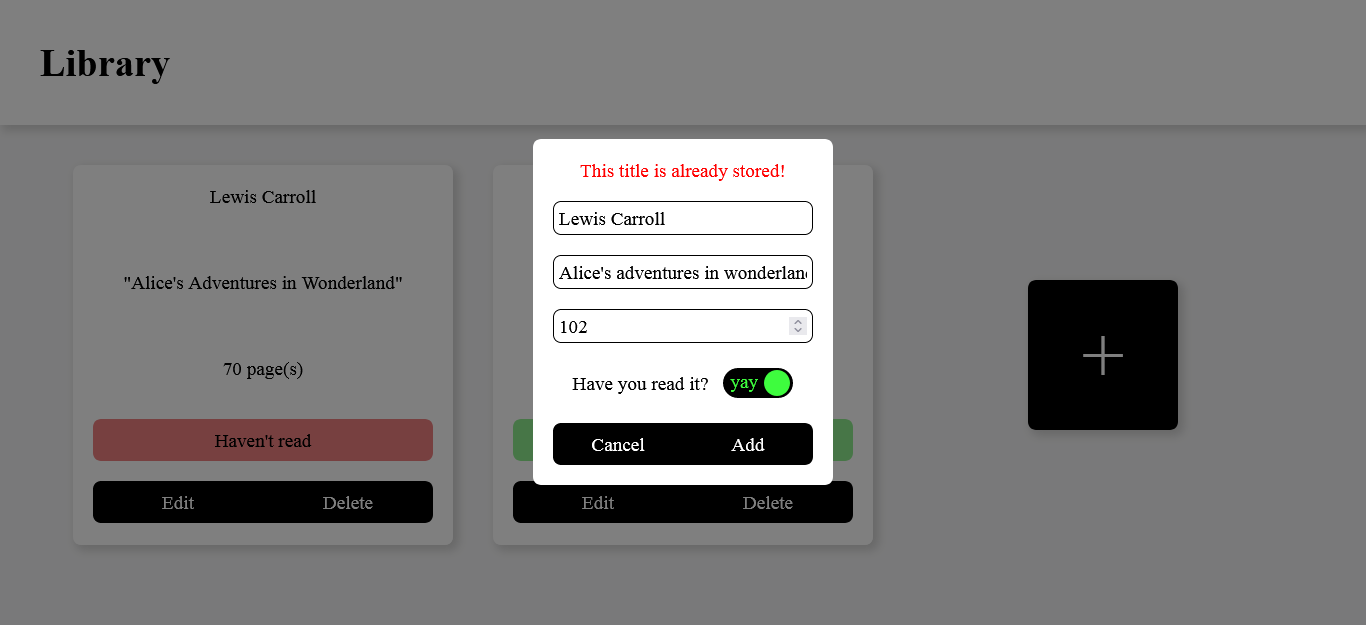 Library
Lewis Carroll
"Alice's Adventures in Wonderland"
70 page(s)
Haven't read
Edit Delete
This title is already stored!
Lewis Carroll
Alice's adventures in wonderlan
102
Have you read it? yay
Cancel Add
Edit Delete